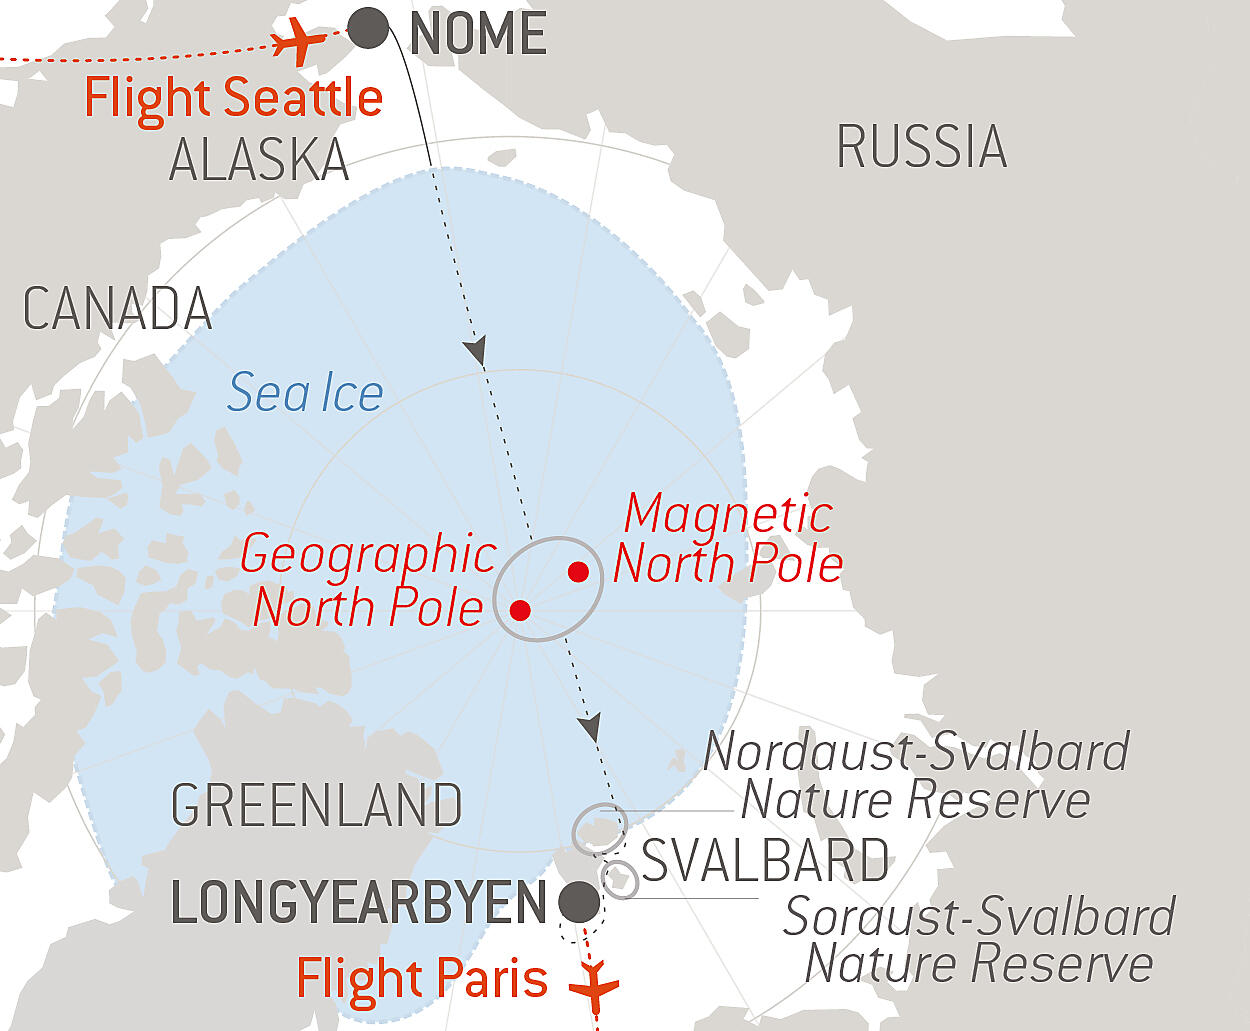 NOME
Flight Seattle
ALASKA
RUSSIA
CANADA
Sea Ice
Magnetic
North Pole
Geographic
North Pole
Nordaust-Svalbard
Nature Reserve
GREENLAND
SVALBARD
LONGYEARBYEN
Soraust-Svalbard
Nature Reserve
Flight Paris